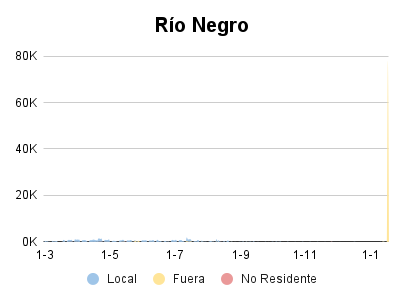 Río Negro
80K
60K
40K
20K
0K
1-3 1-5 1-7 1-9 1-11 1-1
Local Fuera No Residente